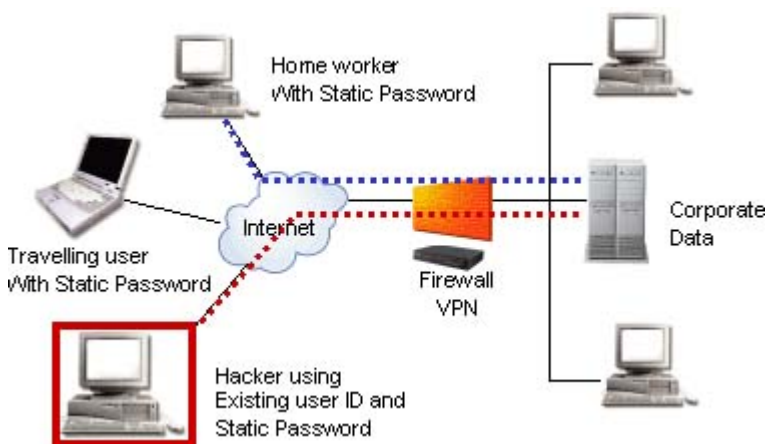 Home worker
With Static Password
Internet
Travelling user
With Static Password
Firewall
VPN
Corporate
Data
Hacker using
Existing user ID and
Static Password